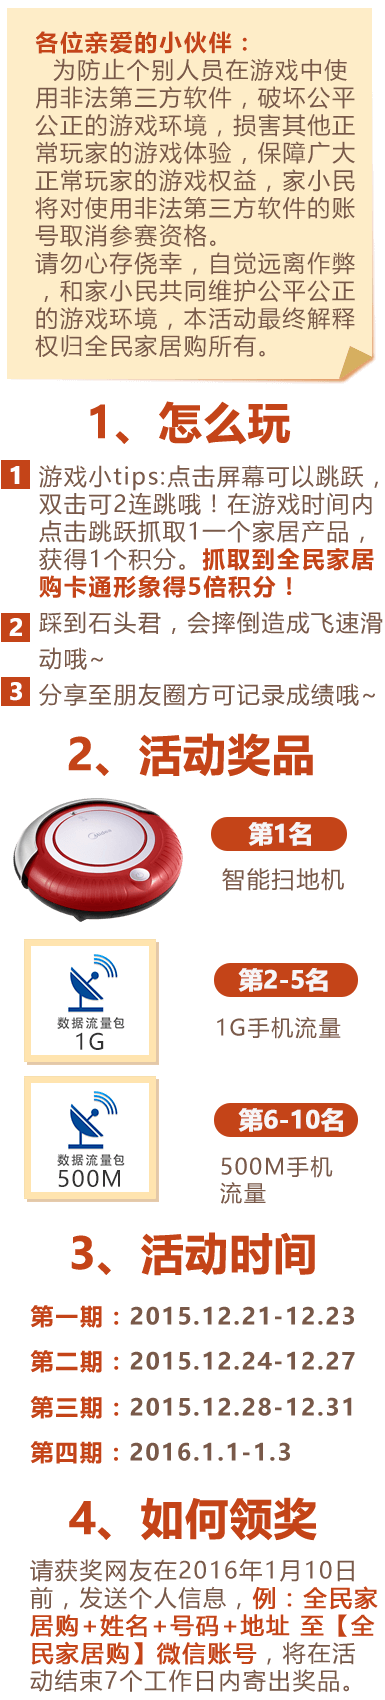 各位亲爱的小伙伴：
为防止个别人员在游戏中使
用非法第三方软件，破坏公平
公正的游戏环境，损害其他正
常玩家的游戏体验，保障广大
正常玩家的游戏权益，家小民
将对使用非法第三方软件的账
号取消参赛资格。
请勿心存侥幸，自觉远离作弊
，和家小民共同维护公平公正
的游戏环境，本活动最终解释
权归全民家居购所有。
1、怎么玩
1 游戏小tips:点击屏幕可以跳跃，
双击可2连跳哦！在游戏时间内
点击跳跃抓取1一个家居产品，
获得1个积分。抓取到全民家居
购卡通形象得5倍积分！
2 踩到石头君，会摔倒造成飞速滑
动哦~
3 分享至朋友圈方可记录成绩哦~
2、活动奖品
Midea
第1名
智能扫地机
数据流量包
1G
第2-5名
1G手机流量
数据流量包
500M
第6-10名
500M手机
流量
3、活动时间
第一期：2015.12.21-12.23
第二期：2015.12.24-12.27
第三期：2015.12.28-12.31
第四期：2016.1.1-1.3
4、如何领奖
请获奖网友在2016年1月10日
前，发送个人信息，例：全民家
居购+姓名+号码+地址 至【全
民家居购】微信账号，将在活
动结束7个工作日内寄出奖品。